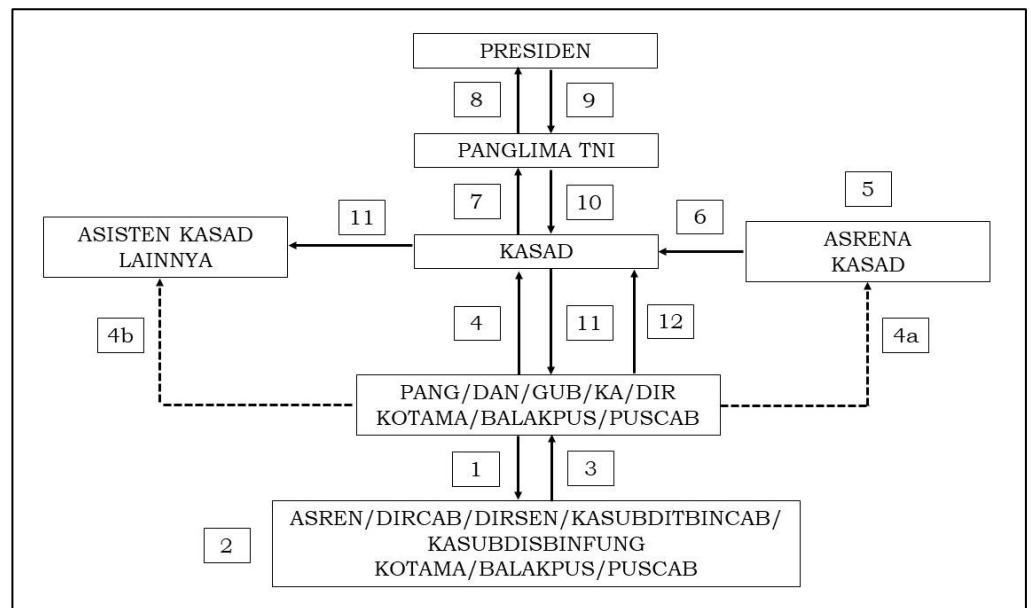 PRESIDEN
8
9
PANGLIMA TNI
5
7
10
11
6
ASISTEN KASAD
LAINNYA
KASAD
ASRENA
KASAD
4b
4
11
12
4a
PANG/DAN/GUB/KA/DIR
KOTAMA/BALAKPUS/PUSCAB
1
3
2
ASREN/DIRCAB/DIRSEN/KASUBDITBINCAB/
KASUBDISBINFUNG
KOTAMA/BALAKPUS/PUSCAB